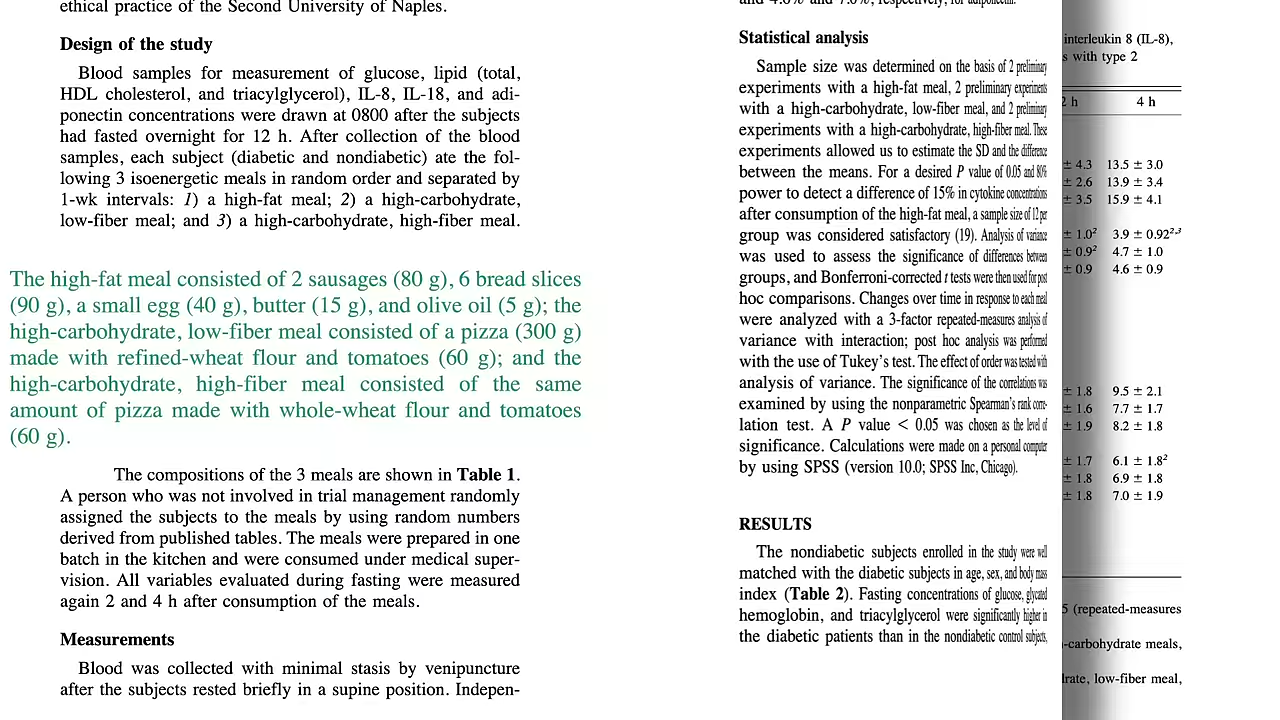 ethical practice of the Second University of Naples.
Design of the study
Blood samples for measurement of glucose, lipid (total,
HDL cholesterol, and triacylglycerol), IL-8, IL-18, and adi-
ponectin concentrations were drawn at 0800 after the subjects
had fasted overnight for 12 h. After collection of the blood
samples, each subject (diabetic and nondiabetic) ate the fol-
lowing 3 isoenergetic meals in random order and separated by
1-wk intervals: 1) a high-fat meal; 2) a high-carbohydrate,
low-fiber meal; and 3) a high-carbohydrate, high-fiber meal.
The high-fat meal consisted of 2 sausages (80 g), 6 bread slices
(90 g), a small egg (40 g), butter (15 g), and olive oil (5 g); the
high-carbohydrate, low-fiber meal consisted of a pizza (300 g)
made with refined-wheat flour and tomatoes (60 g); and the
high-carbohydrate, high-fiber meal consisted of the same
amount of pizza made with whole-wheat flour and tomatoes
(60 g).
The compositions of the 3 meals are shown in Table 1.
A person who was not involved in trial management randomly
assigned the subjects to the meals by using random numbers
derived from published tables. The meals were prepared in one
batch in the kitchen and were consumed under medical super-
vision. All variables evaluated during fasting were measured
again 2 and 4 h after consumption of the meals.
Measurements
Blood was collected with minimal stasis by venipuncture
after the subjects rested briefly in a supine position. Indepen-
and 4.6% and 7.0%, respectively, for adiponectin.
Statistical analysis
Sample size was determined on the basis of 2 preliminary
experiments with a high-fat meal, 2 preliminary experiments
with a high-carbohydrate, low-fiber meal, and 2 preliminary
experiments with a high-carbohydrate, high-fiber meal. These
experiments allowed us to estimate the SD and the difference
between the means. For a desired P value of 0.05 and 80%
power to detect a difference of 15% in cytokine concentrations
after consumption of the high-fat meal, a sample size of 12 per
group was considered satisfactory (19). Analysis of variance
was used to assess the significance of differences between
groups, and Bonferroni-corrected t tests were then used for post
hoc comparisons. Changes over time in response to each meal
were analyzed with a 3-factor repeated-measures analysis of
variance with interaction; post hoc analysis was performed
with the use of Tukey's test. The effect of order was tested with
analysis of variance. The significance of the correlations was
examined by using the nonparametric Spearman's rank corre-
lation test. A P value < 0.05 was chosen as the level of
significance. Calculations were made on a personal computer
by using SPSS (version 10.0; SPSS Inc, Chicago).
RESULTS
The nondiabetic subjects enrolled in the study were well
matched with the diabetic subjects in age, sex, and body mass
index (Table 2). Fasting concentrations of glucose, glycated
hemoglobin, and triacylglycerol were significantly higher in
the diabetic patients than in the nondiabetic control subjects,
interleukin 8 (IL-8),
s with type 2
2 h 4 h
± 4.3 13.5 ± 3.0
± 2.6 13.9 ± 3.4
± 3.5 15.9 ± 4.1
± 1.0² 3.9 ± 0.92²,³
± 0.9² 4.7 ± 1.0
± 0.9 4.6 ± 0.9
± 1.8 9.5 ± 2.1
± 1.6 7.7 ± 1.7
± 1.9 8.2 ± 1.8
± 1.7 6.1 ± 1.8²
± 1.8 6.9 ± 1.8
± 1.8 7.0 ± 1.9
5 (repeated-measures
-carbohydrate meals,
rate, low-fiber meal,